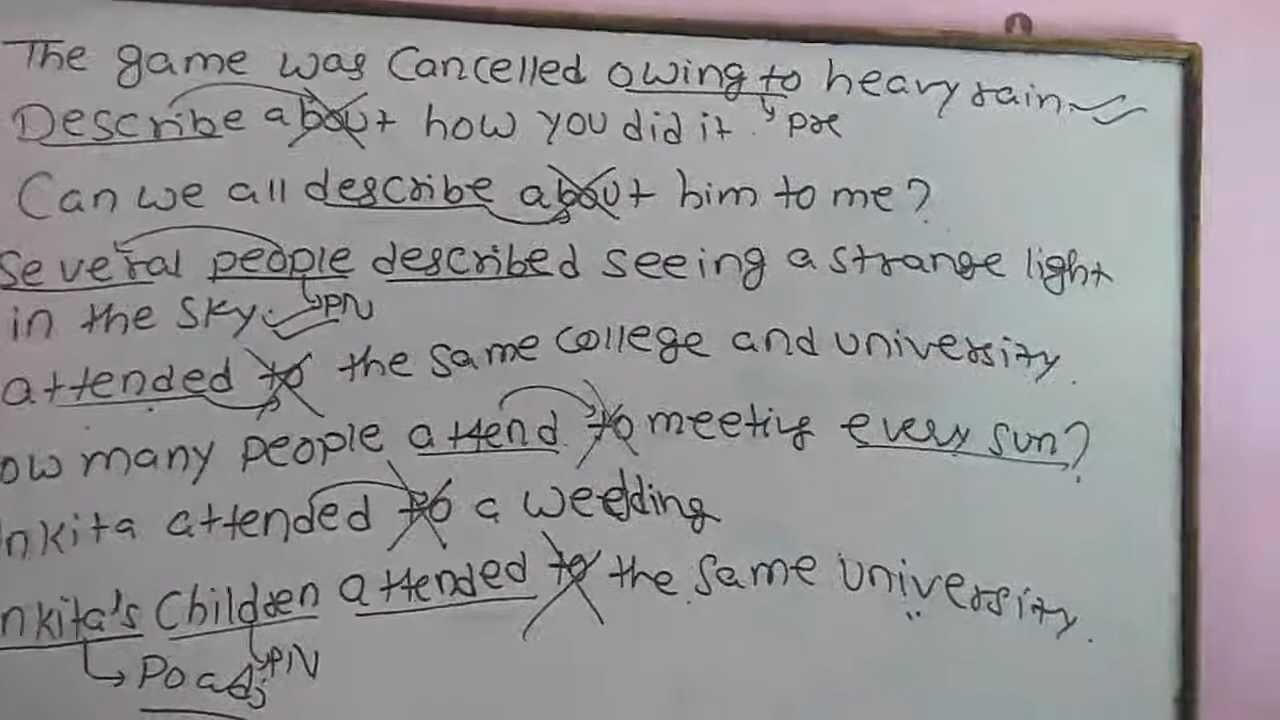 The game was Cancelled owing to heavy rain.
Describe about how you did it. pre
Can we all describe about him to me?
Several people described seeing a strange light
in the sky. PN
attended to the same college and university.
ow many people attend to meeting every sun?
nkita attended to a wedding
nkita's Children attended to the same university.
Po adj PN